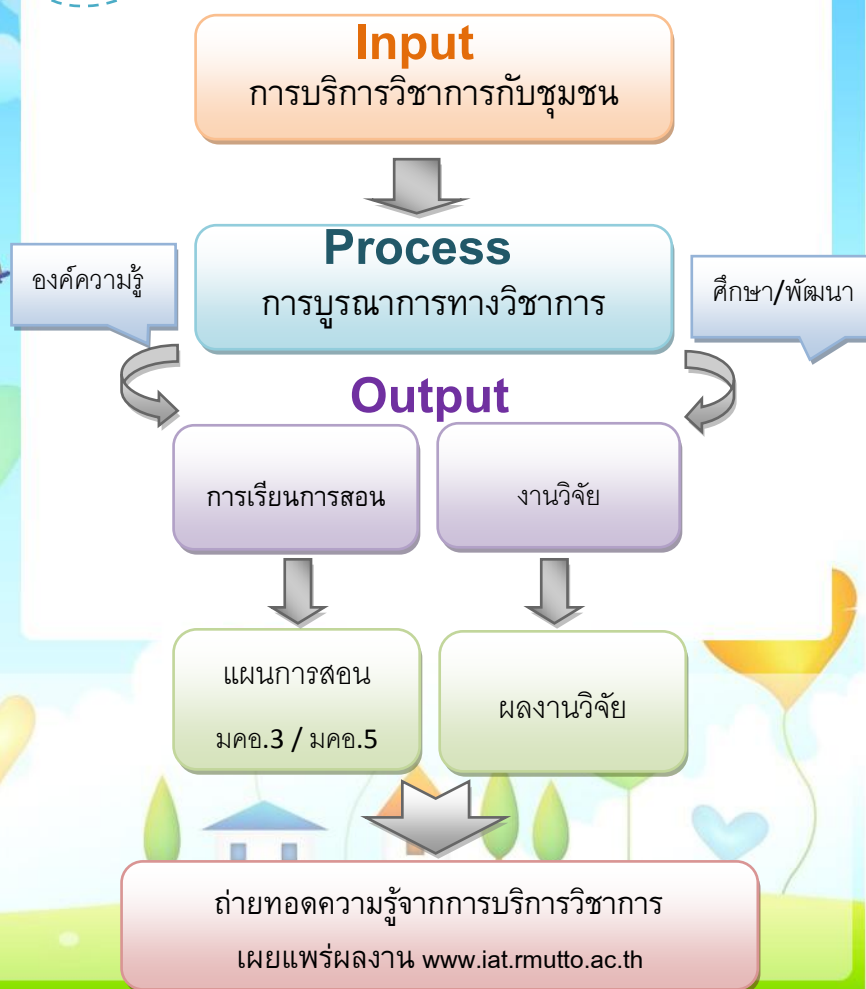 Input
การบริการวิชาการกับชุมชน
Process
การบูรณาการทางวิชาการ
องค์ความรู้
ศึกษา/พัฒนา
Output
การเรียนการสอน
งานวิจัย
แผนการสอน
มคอ.3 / มคอ.5
ผลงานวิจัย
ถ่ายทอดความรู้จากการบริการวิชาการ
เผยแพร่ผลงาน www.iat.rmutto.ac.th